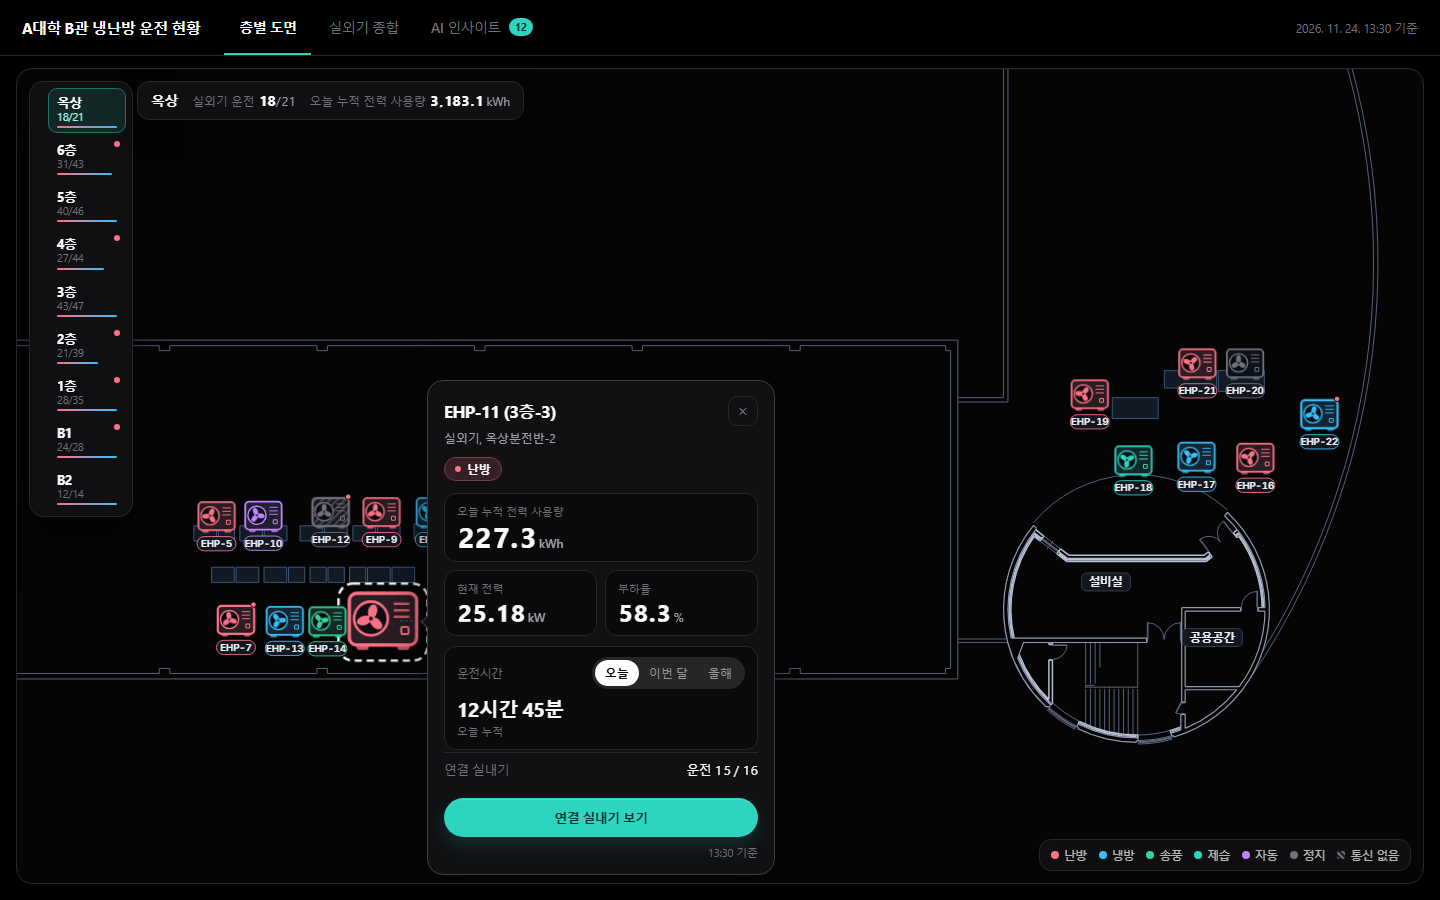 A대학 B관 냉난방 운전 현황
층별 도면
실외기 종합
AI 인사이트 12
2026. 11. 24. 13:30 기준
옥상
18/21
6층
31/43
5층
40/46
4층
27/44
3층
43/47
2층
21/39
1층
28/35
B1
24/28
B2
12/14
옥상 실외기 운전 18/21 오늘 누적 전력 사용량 3,183.1 kWh
EHP-21
EHP-20
EHP-19
EHP-22
EHP-18
EHP-17
EHP-16
설비실
공용공간
EHP-5
EHP-10
EHP-12
EHP-9
EHP-7
EHP-13
EHP-14
EHP-11 (3층-3)
×
실외기, 옥상분전반-2
난방
오늘 누적 전력 사용량
227.3 kWh
현재 전력
25.18 kW
부하율
58.3 %
운전시간
오늘
이번 달
올해
12시간 45분
오늘 누적
연결 실내기
운전 15 / 16
연결 실내기 보기
13:30 기준
난방 냉방 송풍 제습 자동 정지 통신 없음